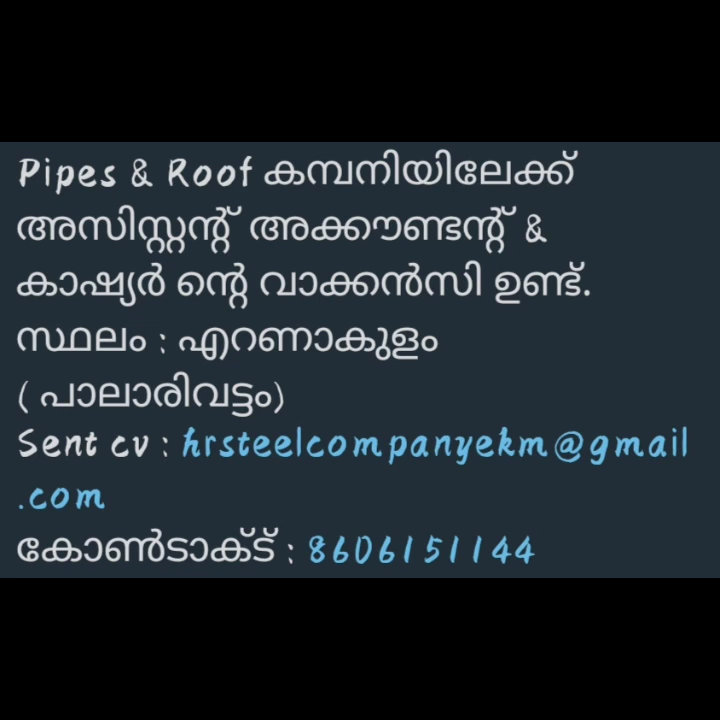 Pipes & Roof കമ്പനിയിലേക്ക്
അസിസ്റ്റന്റ് അക്കൗണ്ടന്റ് &
കാഷ്യർ ന്റെ വാക്കൻസി ഉണ്ട്.
സ്ഥലം : എറണാകുളം
( പാലാരിവട്ടം)
Sent cv : hrsteelcompanyekm@gmail
.com
കോൺടാക്ട് : 8606151144